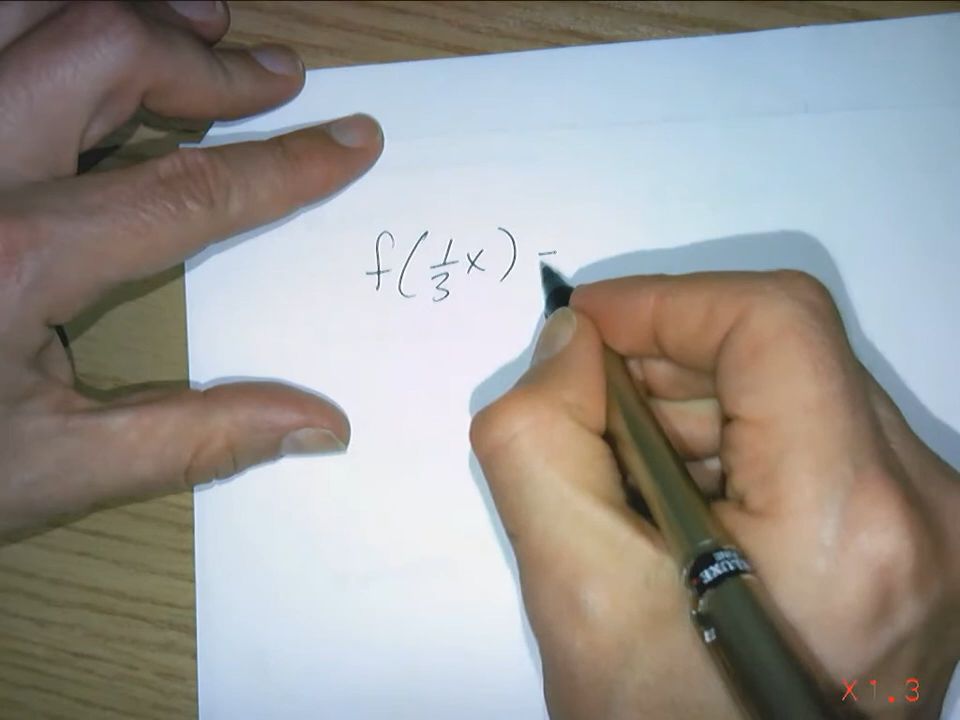 f(1/3 x) =
X1.3